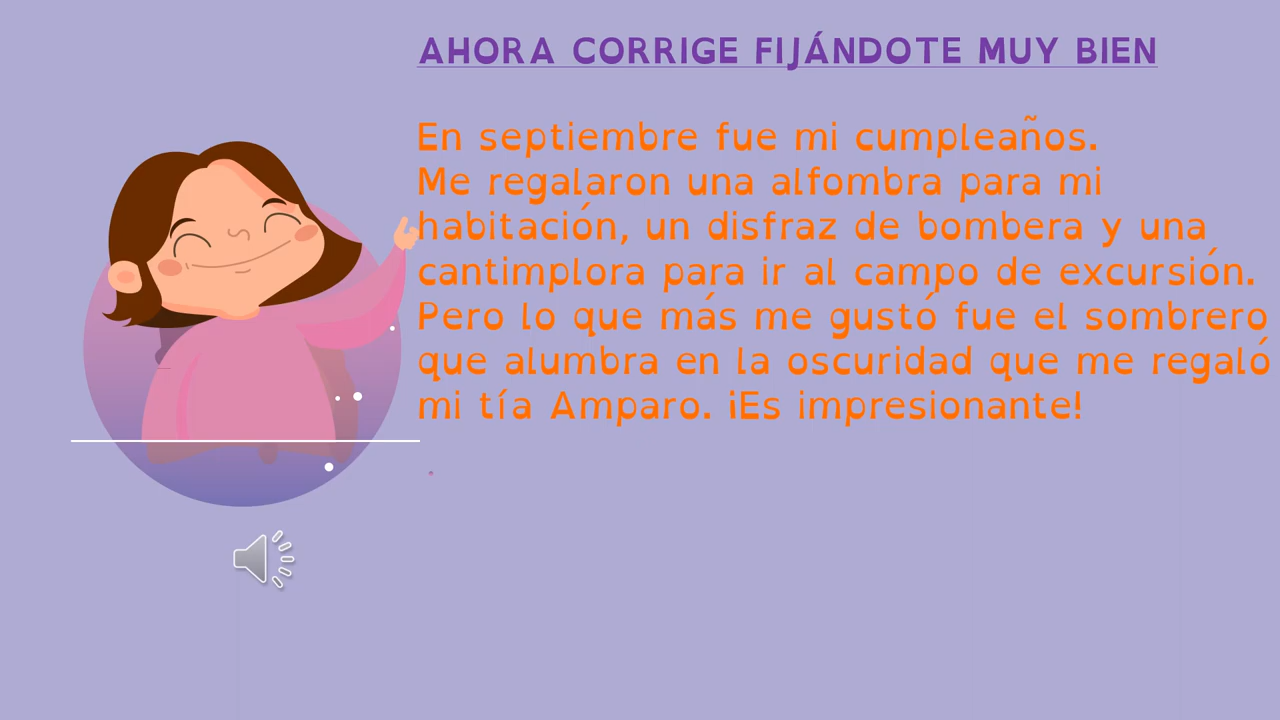 AHORA CORRIGE FIJÁNDOTE MUY BIEN
En septiembre fue mi cumpleaños.
Me regalaron una alfombra para mi
habitación, un disfraz de bombera y una
cantimplora para ir al campo de excursión.
Pero lo que más me gustó fue el sombrero
que alumbra en la oscuridad que me regaló
mi tía Amparo. ¡Es impresionante!